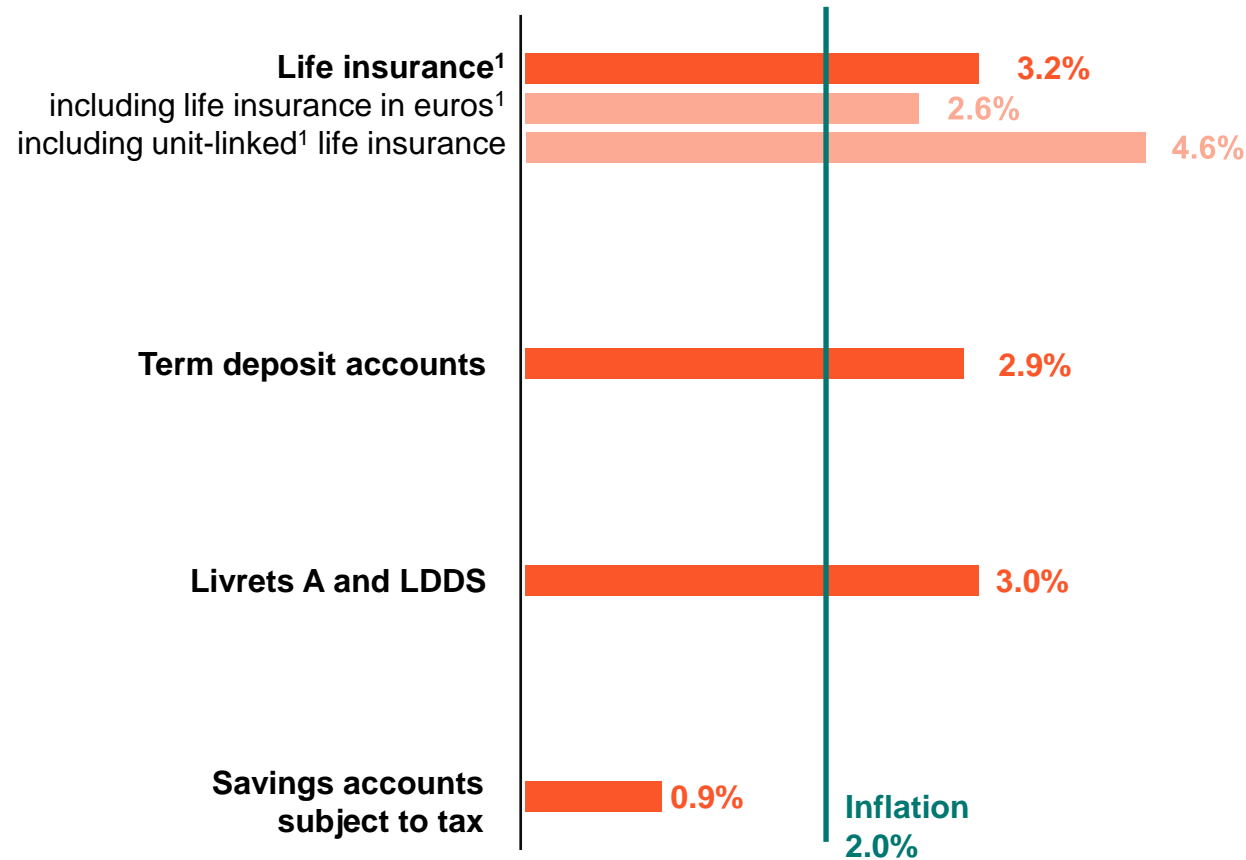 Life insurance¹ 3.2%
including life insurance in euros¹ 2.6%
including unit-linked¹ life insurance 4.6%
Term deposit accounts 2.9%
Livrets A and LDDS 3.0%
Savings accounts
subject to tax
0.9%
Inflation
2.0%